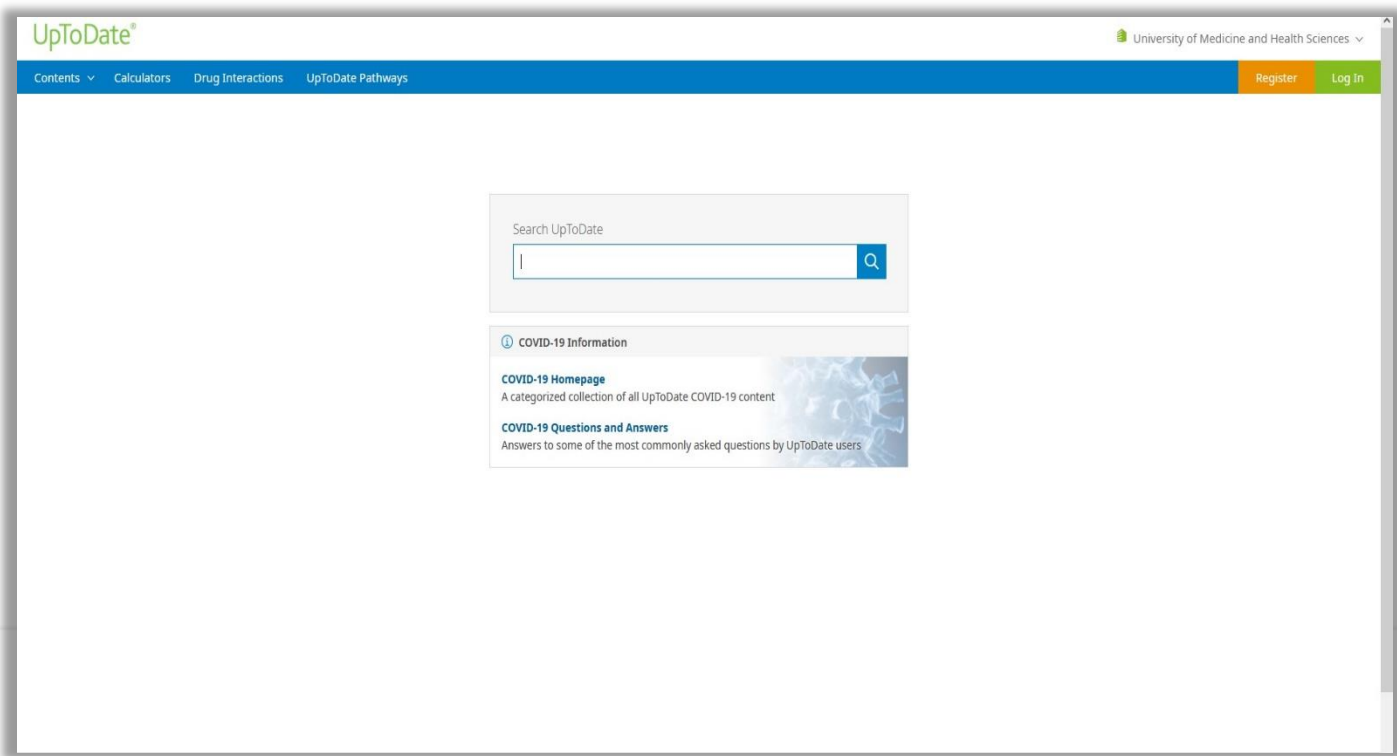 UpToDate®
University of Medicine and Health Sciences
Contents Calculators Drug Interactions UpToDate Pathways Register Log In
Search UpToDate
COVID-19 Information
COVID-19 Homepage
A categorized collection of all UpToDate COVID-19 content
COVID-19 Questions and Answers
Answers to some of the most commonly asked questions by UpToDate users